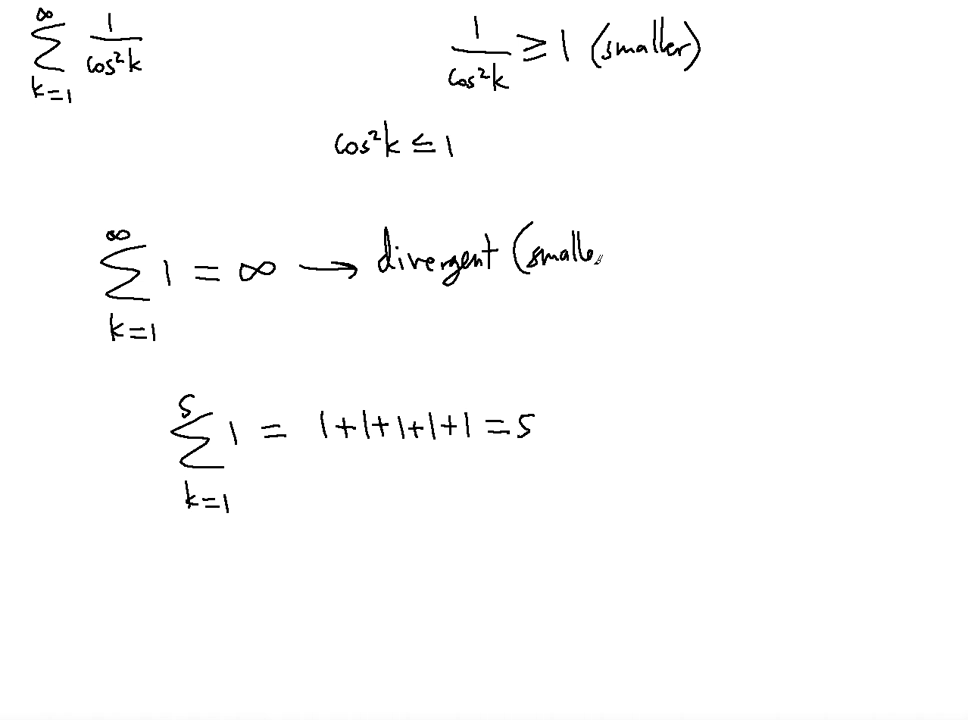 ∞∑k=1 1/cos²k    1/cos²k ≥ 1 (smaller)
cos²k ≤ 1
∞∑k=1 1 = ∞ → divergent (smalle
5∑k=1 1 = 1+1+1+1+1 = 5